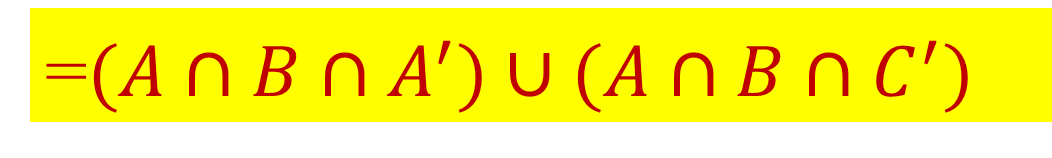 =(A ∩ B ∩ A′) ∪ (A ∩ B ∩ C′)